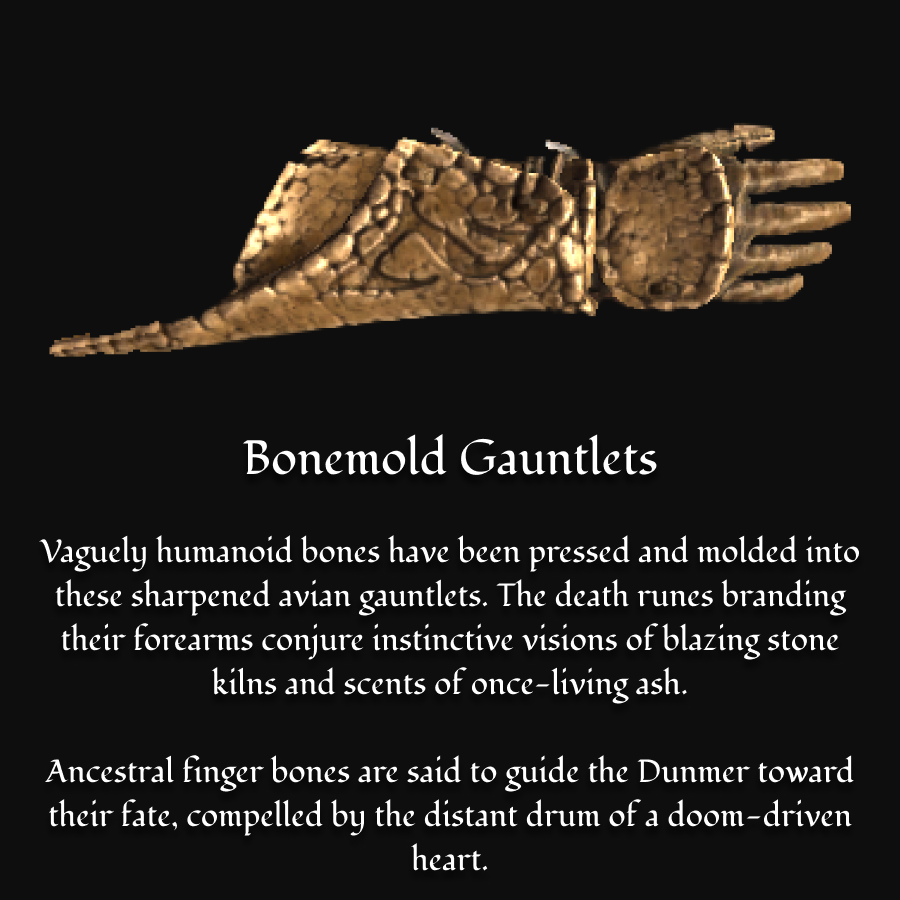 Bonemold Gauntlets
Vaguely humanoid bones have been pressed and molded into
these sharpened avian gauntlets. The death runes branding
their forearms conjure instinctive visions of blazing stone
kilns and scents of once-living ash.
Ancestral finger bones are said to guide the Dunmer toward
their fate, compelled by the distant drum of a doom-driven
heart.